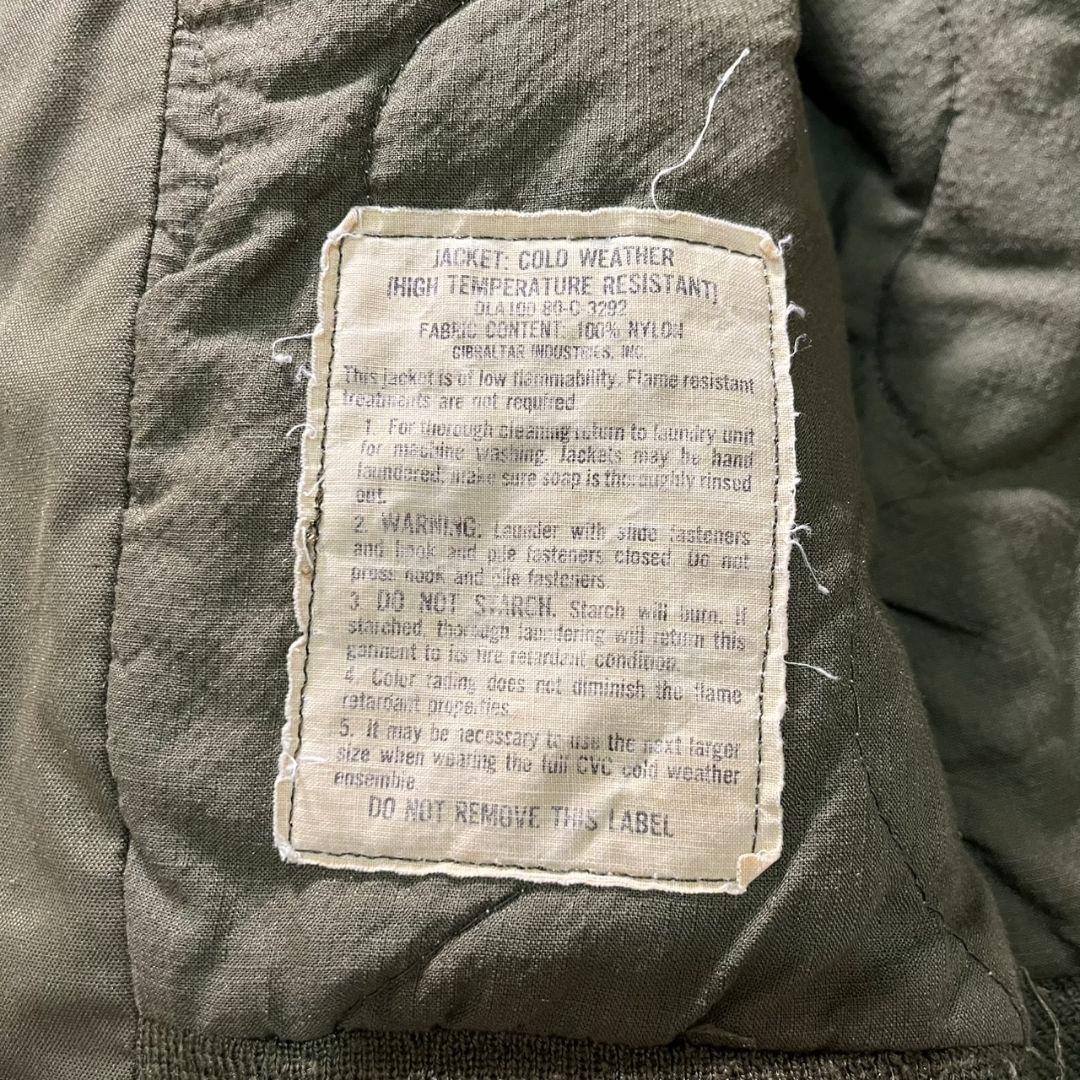 JACKET: COLD WEATHER
(HIGH TEMPERATURE RESISTANT)
DLA100-80-C-3292
FABRIC CONTENT: 100% NYLON
GIBRALTAR INDUSTRIES, INC.
This jacket is of low flammability. Flame resistant
treatments are not required.
1. For thorough cleaning return to laundry unit
for machine washing. Jackets may be hand
laundered, make sure soap is thoroughly rinsed
out.
2. WARNING. Launder with slide fasteners
and hook and pile fasteners closed. Do not
press hook and pile fasteners.
3. DO NOT STARCH. Starch will burn. If
starched, thorough laundering will return this
garment to its fire retardant condition.
4. Color fading does not diminish the flame
retardant properties.
5. It may be necessary to use the next larger
size when wearing the full CVC cold weather
ensemble.
DO NOT REMOVE THIS LABEL